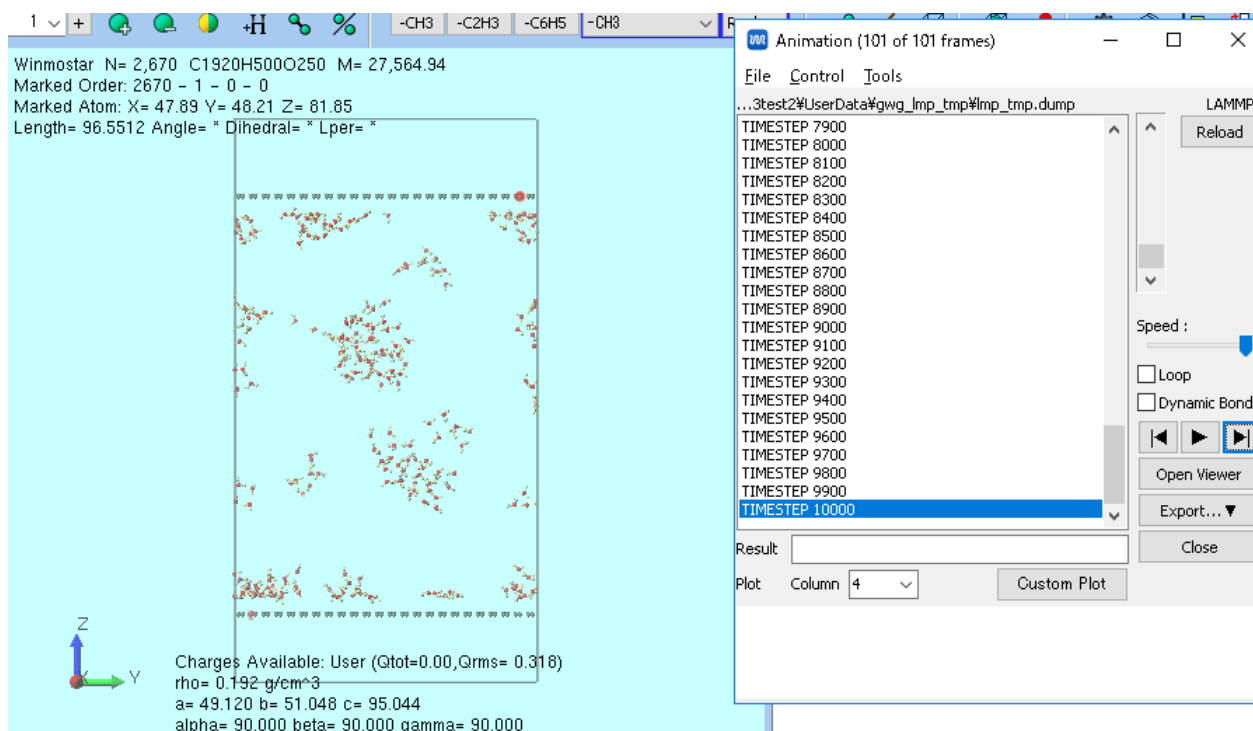 1 + +H % -CH3 -C2H3 -C6H5 -CH3
Winmostar N= 2,670 C1920H500O250 M= 27,564.94
Marked Order: 2670 - 1 - 0 - 0
Marked Atom: X= 47.89 Y= 48.21 Z= 81.85
Length= 96.5512 Angle= * Dihedral= * Lper= *
Z
X
Y
Charges Available: User (Qtot=0.00,Qrms= 0.318)
rho= 0.192 g/cm^3
a= 49.120 b= 51.048 c= 95.044
alpha= 90.000 beta= 90.000 gamma= 90.000
Animation (101 of 101 frames)
File Control Tools
...3test2¥UserData¥gwg_lmp_tmp¥lmp_tmp.dump
LAMMP
Reload
TIMESTEP 7900
TIMESTEP 8000
TIMESTEP 8100
TIMESTEP 8200
TIMESTEP 8300
TIMESTEP 8400
TIMESTEP 8500
TIMESTEP 8600
TIMESTEP 8700
TIMESTEP 8800
TIMESTEP 8900
TIMESTEP 9000
TIMESTEP 9100
TIMESTEP 9200
TIMESTEP 9300
TIMESTEP 9400
TIMESTEP 9500
TIMESTEP 9600
TIMESTEP 9700
TIMESTEP 9800
TIMESTEP 9900
TIMESTEP 10000
Speed :
Loop
Dynamic Bond
Open Viewer
Export...▼
Close
Result
Plot Column 4 Custom Plot